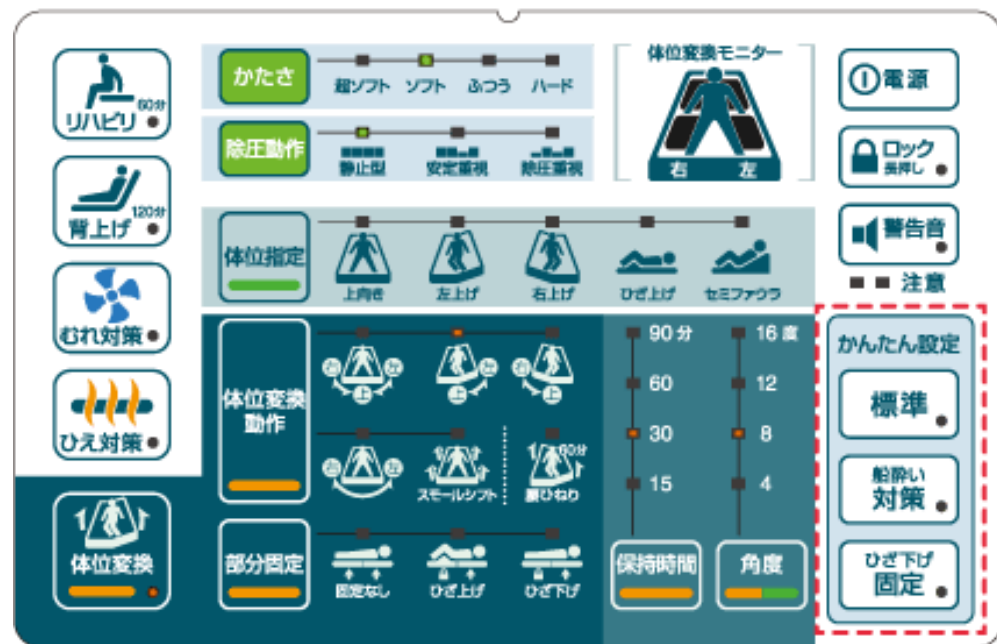 リハビリ 60分
背上げ 120分
むれ対策
ひえ対策
体位変換
かたさ
超ソフト ソフト ふつう ハード
除圧動作
静止型 安定重視 除圧重視
体位変換モニター
右 左
体位指定
上向き 左上げ 右上げ ひざ上げ セミファウラ
体位変換
動作
右 左 上
左 上
右 上
右 左
スモールシフト
60分
腰ひねり
部分固定
固定なし ひざ上げ ひざ下げ
90分
60
30
15
保持時間
16度
12
8
4
角度
電源
ロック
長押し
警告音
注意
かんたん設定
標準
船酔い
対策
ひざ下げ
固定